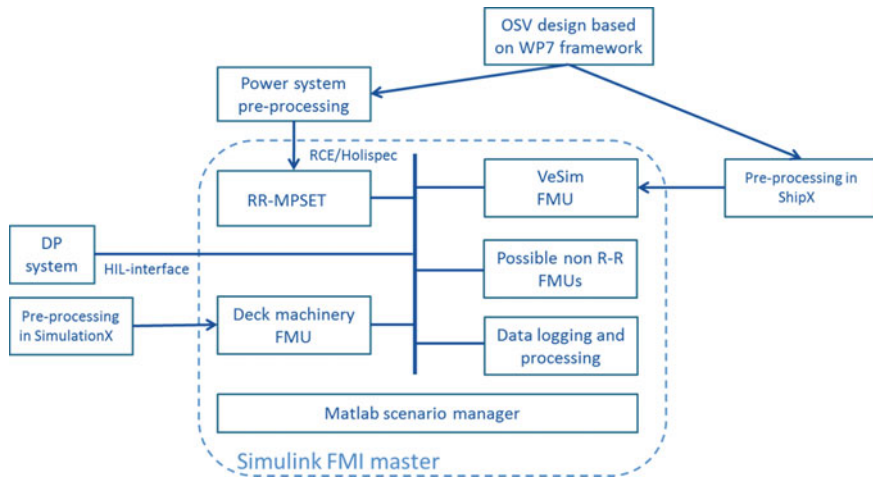 OSV design based
on WP7 framework
Power system
pre-processing
RCE/Holispec
RR-MPSET
VeSim
FMU
Pre-processing in
ShipX
DP
system
HIL-interface
Possible non R-R
FMUs
Pre-processing
in SimulationX
Deck machinery
FMU
Data logging and
processing
Matlab scenario manager
Simulink FMI master